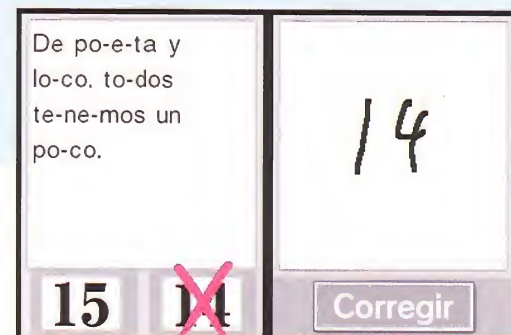 De po-e-ta y
lo-co. to-dos
te-ne-mos un
po-co.
14
15 14
Corregir